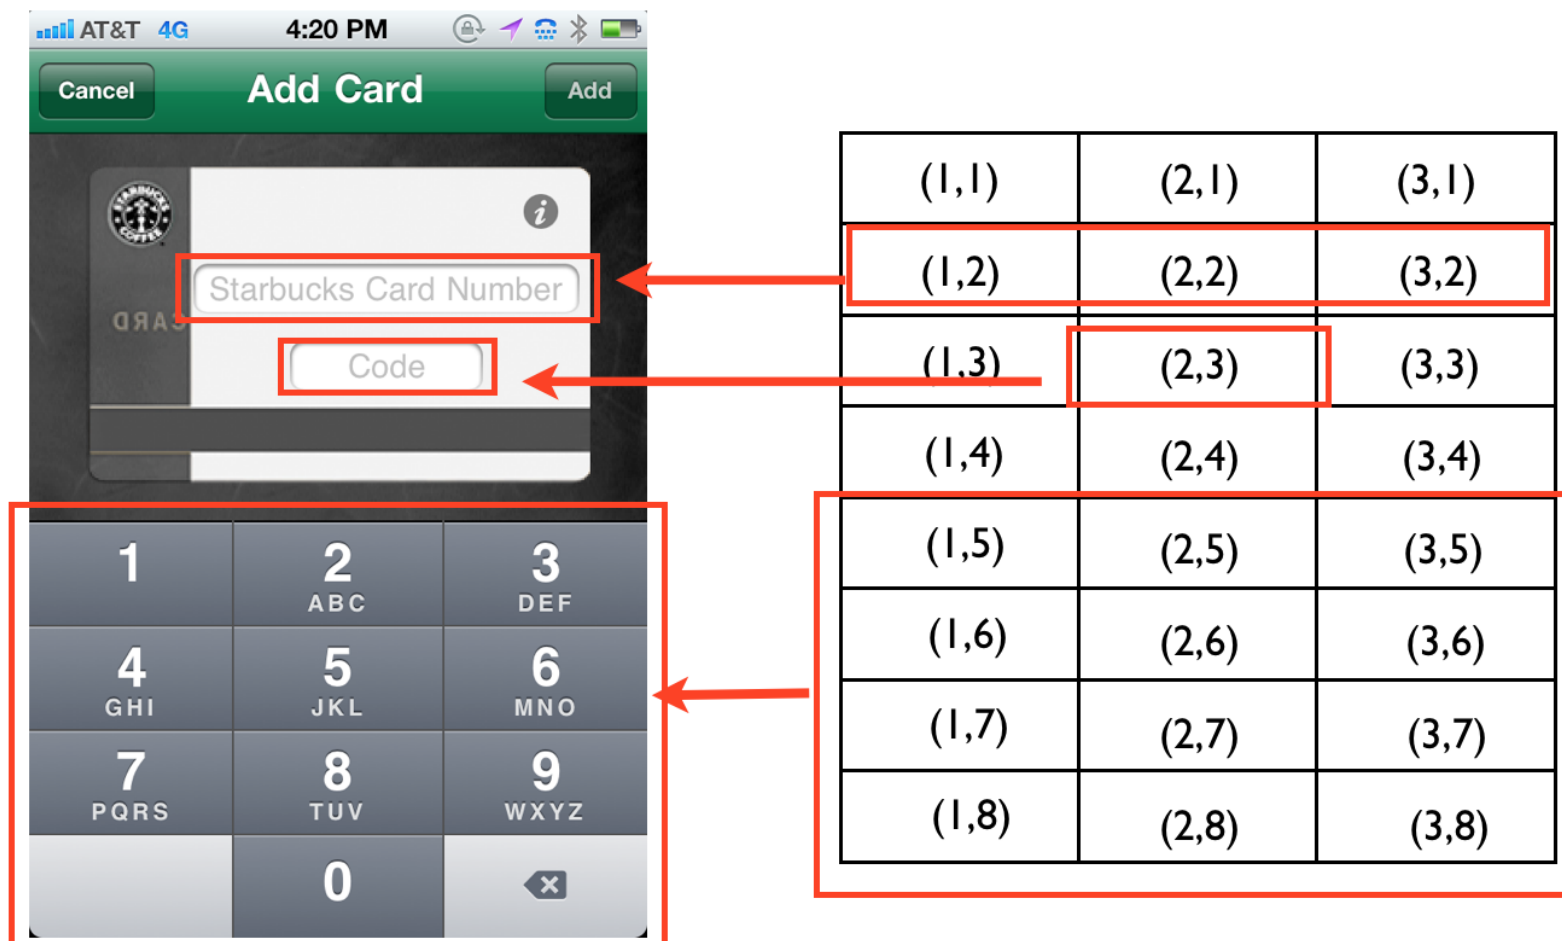 AT&T 4G 4:20 PM
Cancel Add Card Add
STARBUCKS
COFFEE
Starbucks Card Number
CARD
Code
1
2
ABC
3
DEF
4
GHI
5
JKL
6
MNO
7
PQRS
8
TUV
9
WXYZ
0
(1,1) (2,1) (3,1)
(1,2) (2,2) (3,2)
(1,3) (2,3) (3,3)
(1,4) (2,4) (3,4)
(1,5) (2,5) (3,5)
(1,6) (2,6) (3,6)
(1,7) (2,7) (3,7)
(1,8) (2,8) (3,8)